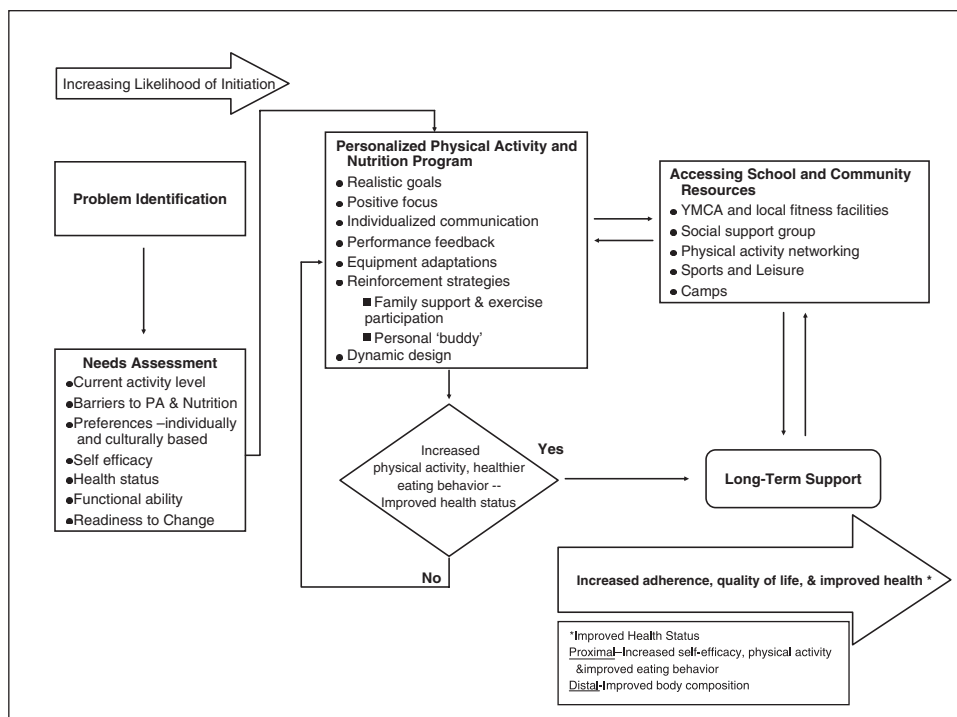 Increasing Likelihood of Initiation
Problem Identification
Needs Assessment
●Current activity level
●Barriers to PA & Nutrition
●Preferences –individually
and culturally based
●Self efficacy
●Health status
●Functional ability
●Readiness to Change
Personalized Physical Activity and
Nutrition Program
● Realistic goals
● Positive focus
● Individualized communication
● Performance feedback
● Equipment adaptations
● Reinforcement strategies
■ Family support & exercise
participation
■ Personal ‘buddy’
● Dynamic design
Accessing School and Community
Resources
● YMCA and local fitness facilities
● Social support group
● Physical activity networking
● Sports and Leisure
● Camps
Increased
physical activity, healthier
eating behavior --
Improved health status
Yes
No
Long-Term Support
Increased adherence, quality of life, & improved health *
*Improved Health Status
Proximal–Increased self-efficacy, physical activity
&improved eating behavior
Distal-Improved body composition